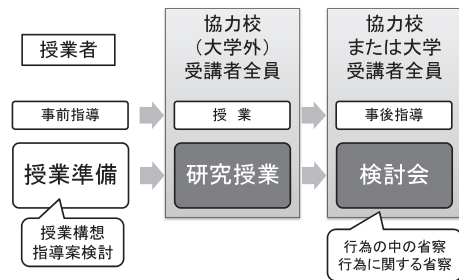 授業者
協力校
(大学外)
受講者全員
協力校
または大学
受講者全員
事前指導
授 業
事後指導
授業準備
研究授業
検討会
授業構想
指導案検討
行為の中の省察
行為に関する省察